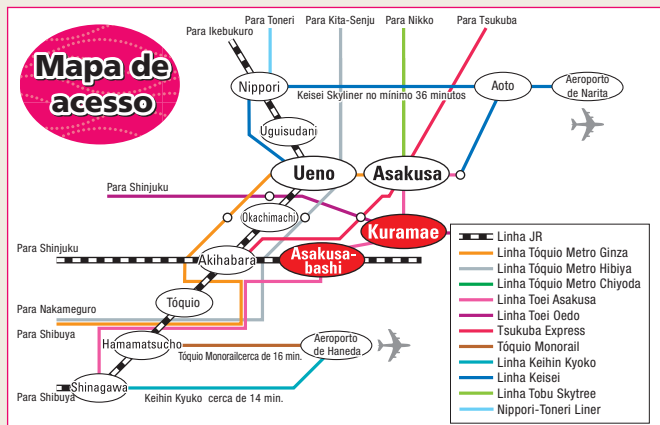 Para Toneri
Para Kita-Senju
Para Nikko
Para Tsukuba
Para Ikebukuro
Mapa de
acesso
Nippori
Keisei Skyliner no mínimo 36 minutos
Aoto
Aeroporto
de Narita
Uguisudani
Ueno
Asakusa
Para Shinjuku
Okachimachi
Kuramae
Para Shinjuku
Akihabara
Asakusa-
bashi
Tóquio
Para Nakameguro
Para Shibuya
Hamamatsucho
Tóquio Monorailcerca de 16 min.
Aeroporto
de Haneda
Para Shibuya
Shinagawa
Keihin Kyuko cerca de 14 min.
Linha JR
Linha Tóquio Metro Ginza
Linha Tóquio Metro Hibiya
Linha Tóquio Metro Chiyoda
Linha Toei Asakusa
Linha Toei Oedo
Tsukuba Express
Tóquio Monorail
Linha Keihin Kyoko
Linha Keisei
Linha Tobu Skytree
Nippori-Toneri Liner